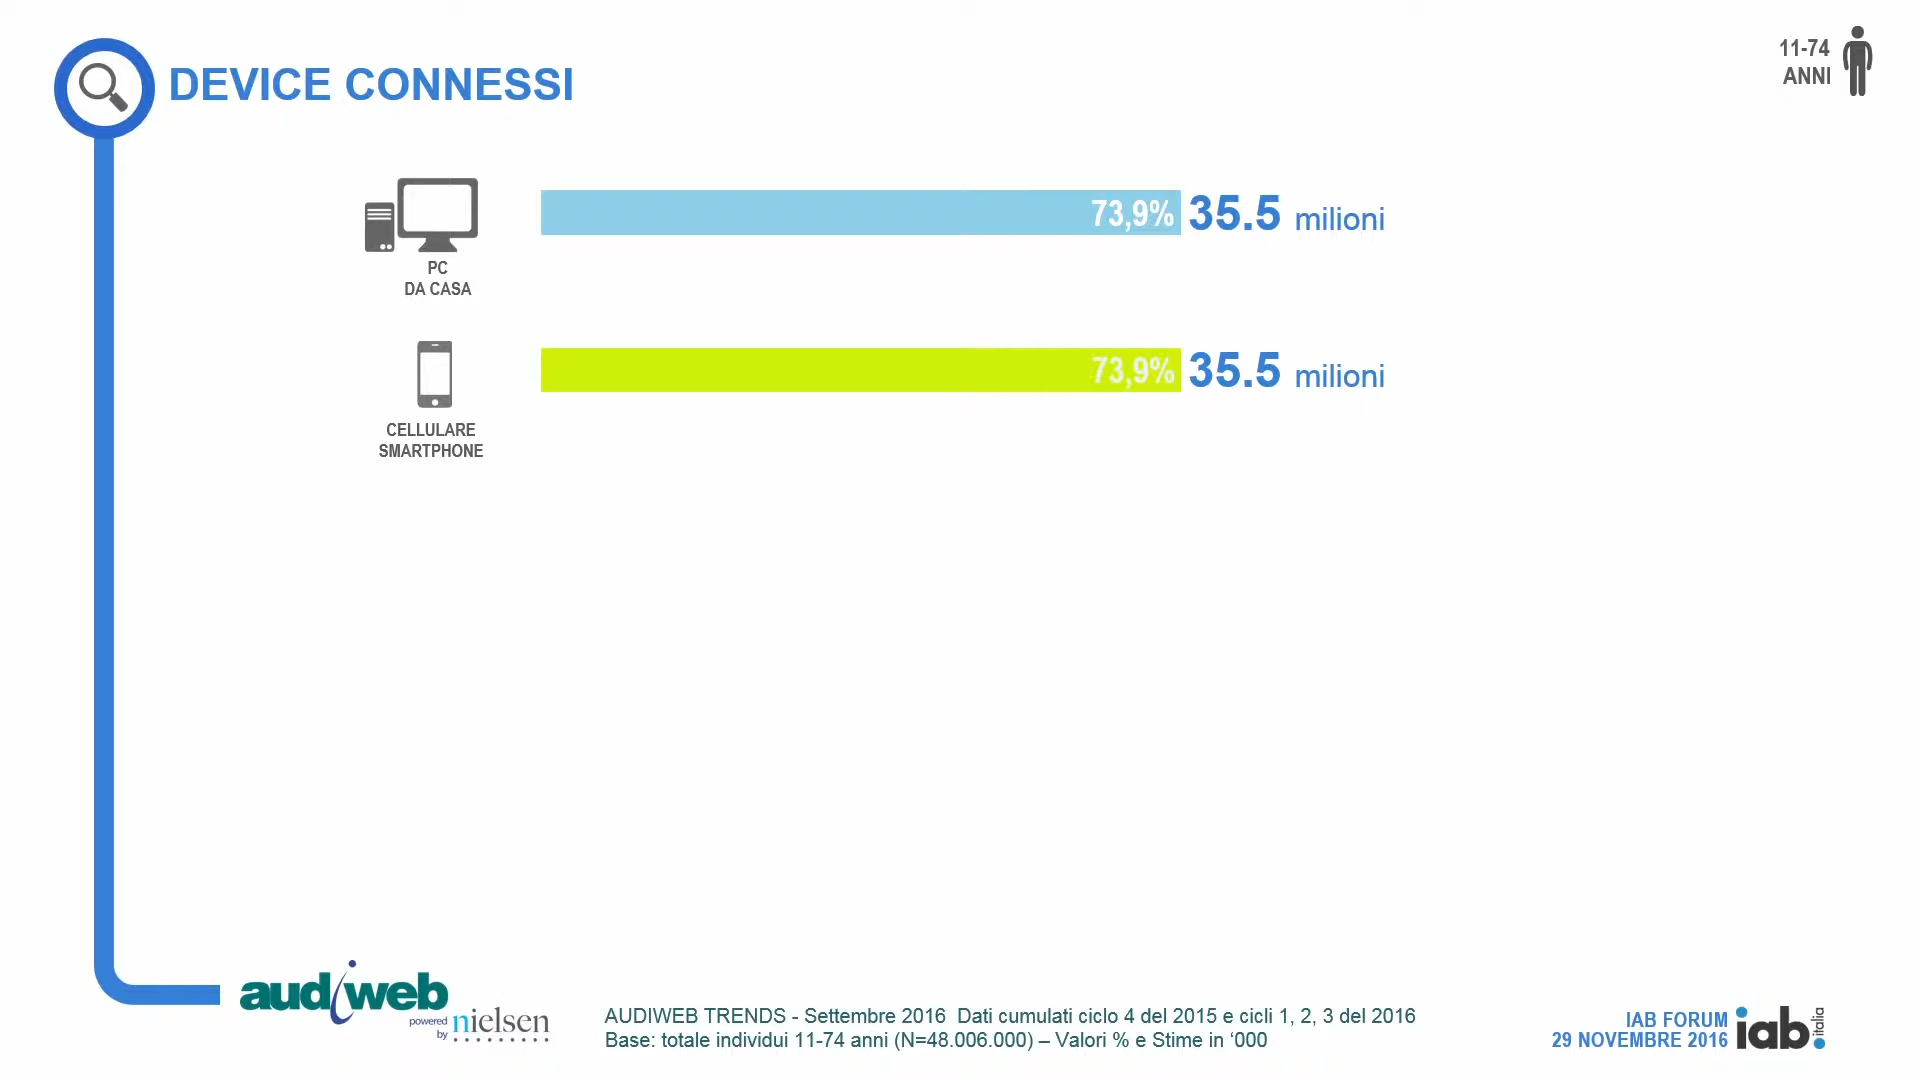 DEVICE CONNESSI
11-74
ANNI
73,9% 35.5 milioni
PC
DA CASA
73,9% 35.5 milioni
CELLULARE
SMARTPHONE
audiweb
powered
by
nielsen
AUDIWEB TRENDS - Settembre 2016 Dati cumulati ciclo 4 del 2015 e cicli 1, 2, 3 del 2016
Base: totale individui 11-74 anni (N=48.006.000) – Valori % e Stime in ‘000
IAB FORUM
29 NOVEMBRE 2016
iab italia